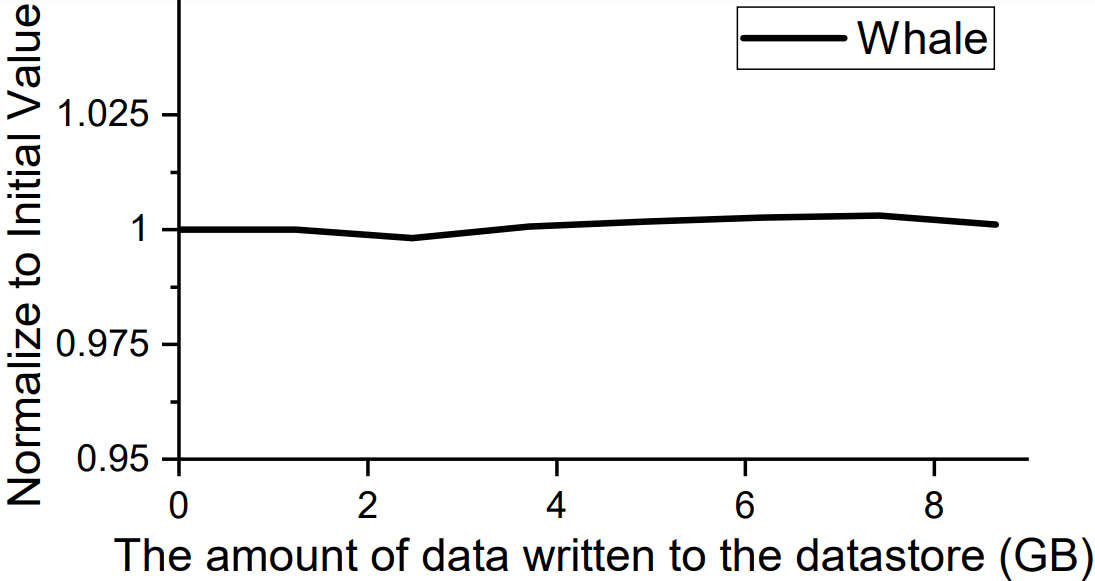 Whale
Normalize to Initial Value
1.025
1
0.975
0.95
0 2 4 6 8
The amount of data written to the datastore (GB)